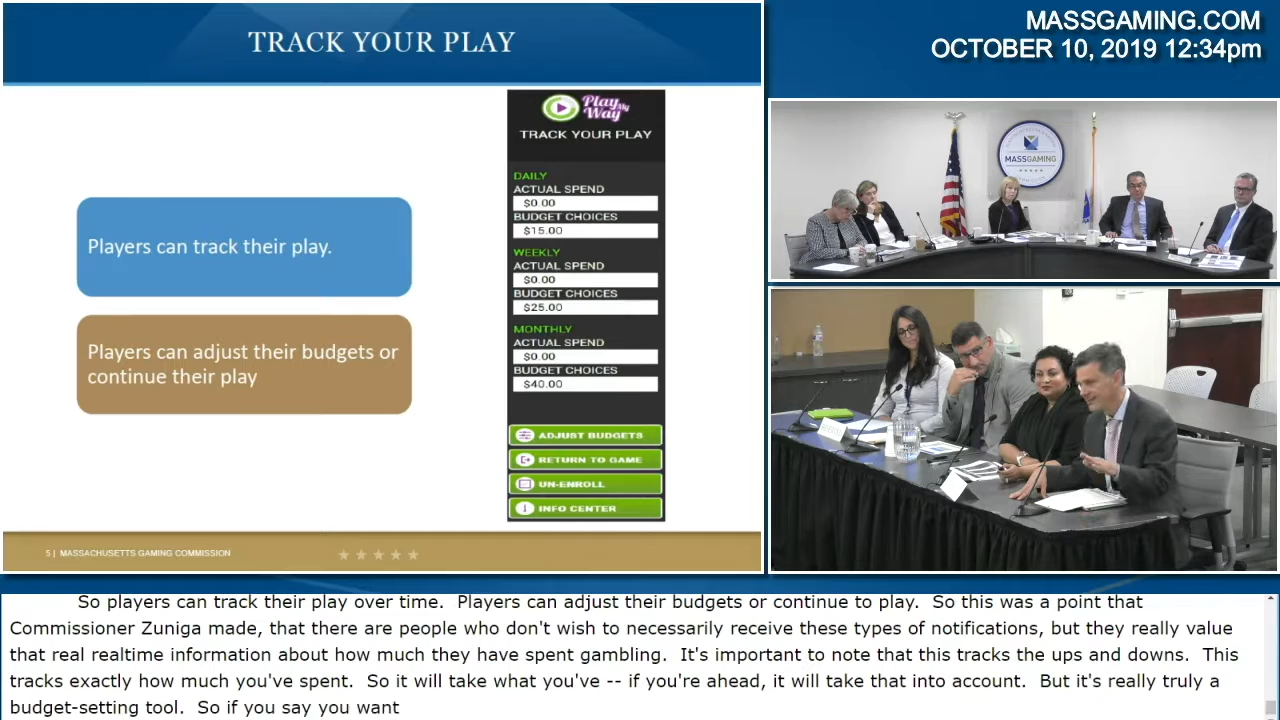 TRACK YOUR PLAY
Players can track their play.
Players can adjust their budgets or
continue their play
Play My Way
TRACK YOUR PLAY
DAILY
ACTUAL SPEND
$0.00
BUDGET CHOICES
$15.00
WEEKLY
ACTUAL SPEND
$0.00
BUDGET CHOICES
$25.00
MONTHLY
ACTUAL SPEND
$0.00
BUDGET CHOICES
$40.00
ADJUST BUDGETS
RETURN TO GAME
UN-ENROLL
INFO CENTER
5 | MASSACHUSETTS GAMING COMMISSION
MASSGAMING.COM
OCTOBER 10, 2019 12:34pm
MASSGAMING
So players can track their play over time. Players can adjust their budgets or continue to play. So this was a point that
Commissioner Zuniga made, that there are people who don't wish to necessarily receive these types of notifications, but they really value
that real realtime information about how much they have spent gambling. It's important to note that this tracks the ups and downs. This
tracks exactly how much you've spent. So it will take what you've -- if you're ahead, it will take that into account. But it's really truly a
budget-setting tool. So if you say you want